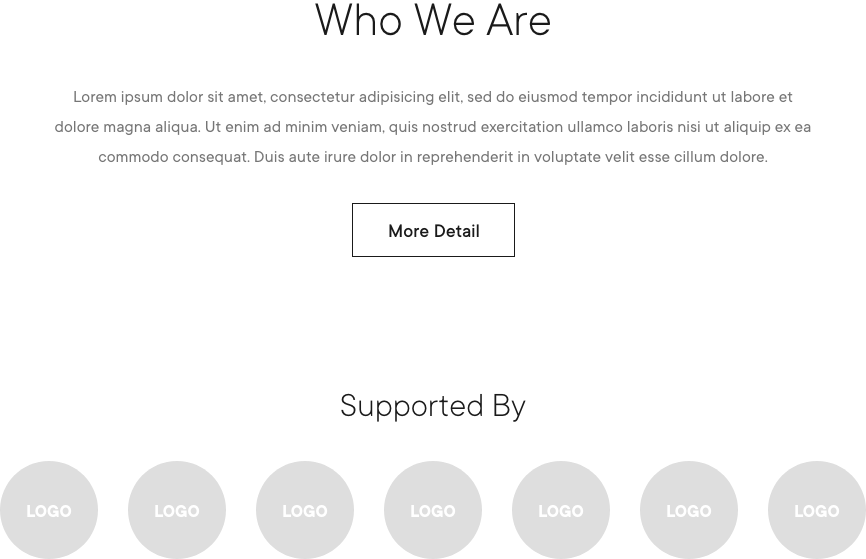 Who We Are
Lorem ipsum dolor sit amet, consectetur adipisicing elit, sed do eiusmod tempor incididunt ut labore et
dolore magna aliqua. Ut enim ad minim veniam, quis nostrud exercitation ullamco laboris nisi ut aliquip ex ea
commodo consequat. Duis aute irure dolor in reprehenderit in voluptate velit esse cillum dolore.
More Detail
Supported By
LOGO LOGO LOGO LOGO LOGO LOGO LOGO